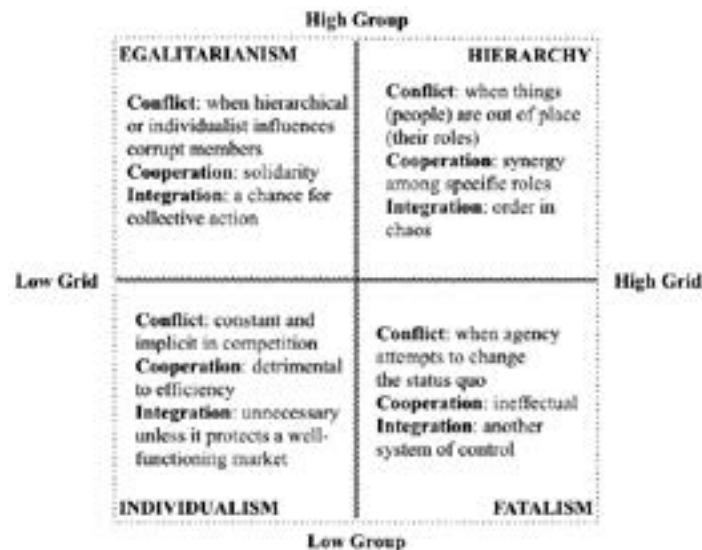 High Group
EGALITARIANISM
Conflict: when hierarchical
or individualist influences
corrupt members
Cooperation: solidarity
Integration: a chance for
collective action
HIERARCHY
Conflict: when things
(people) are out of place
(their roles)
Cooperation: synergy
among specific roles
Integration: order in
chaos
Low Grid
High Grid
Conflict: constant and
implicit in competition
Cooperation: detrimental
to efficiency
Integration: unnecessary
unless it protects a well-
functioning market
INDIVIDUALISM
Conflict: when agency
attempts to change
the status quo
Cooperation: ineffectual
Integration: another
system of control
FATALISM
Low Group